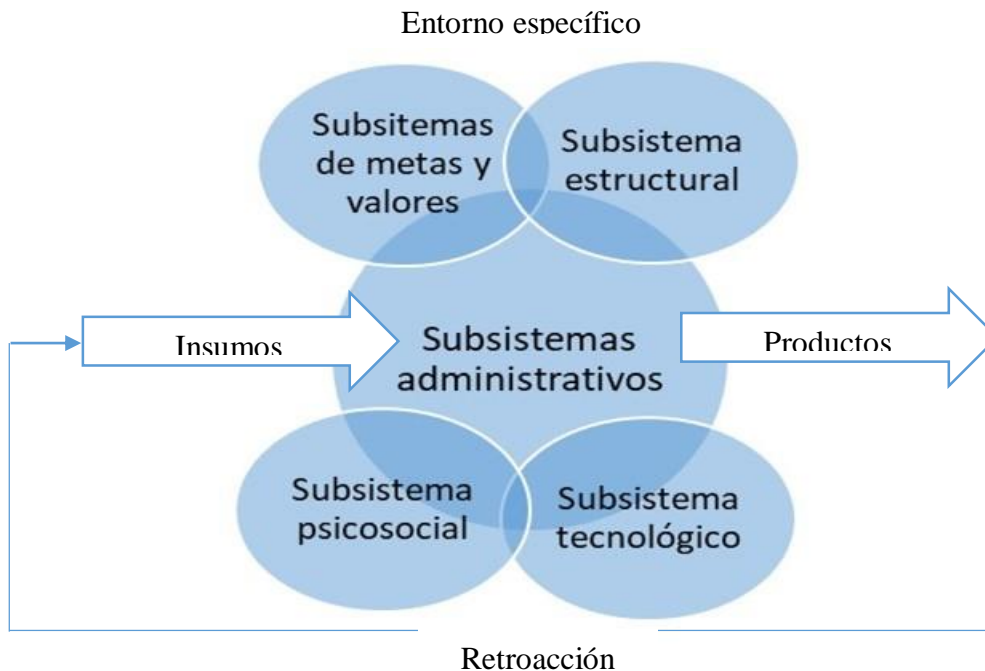 Entorno específico
Subsitemas
de metas y
valores
Subsistema
estructural
Insumos
Subsistemas
administrativos
Productos
Subsistema
psicosocial
Subsistema
tecnológico
Retroacción